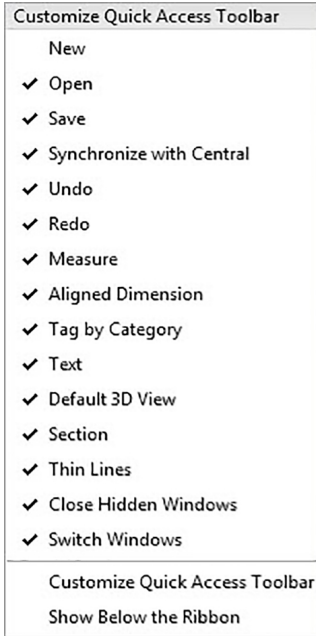 Customize Quick Access Toolbar
New
Open
Save
Synchronize with Central
Undo
Redo
Measure
Aligned Dimension
Tag by Category
Text
Default 3D View
Section
Thin Lines
Close Hidden Windows
Switch Windows
Customize Quick Access Toolbar
Show Below the Ribbon